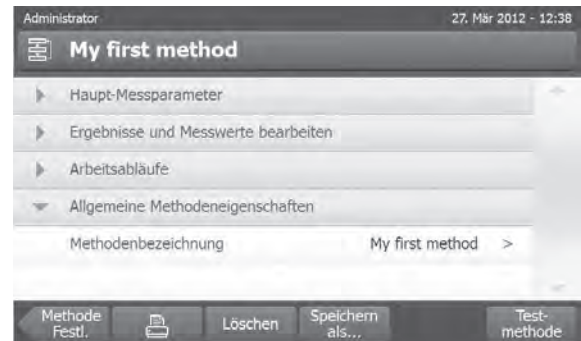 Administrator 27. Mär 2012 - 12:38
My first method
Haupt-Messparameter
Ergebnisse und Messwerte bearbeiten
Arbeitsabläufe
Allgemeine Methodeneigenschaften
Methodenbezeichnung My first method >
Methode Festl.
Löschen
Speichern als...
Test-
methode